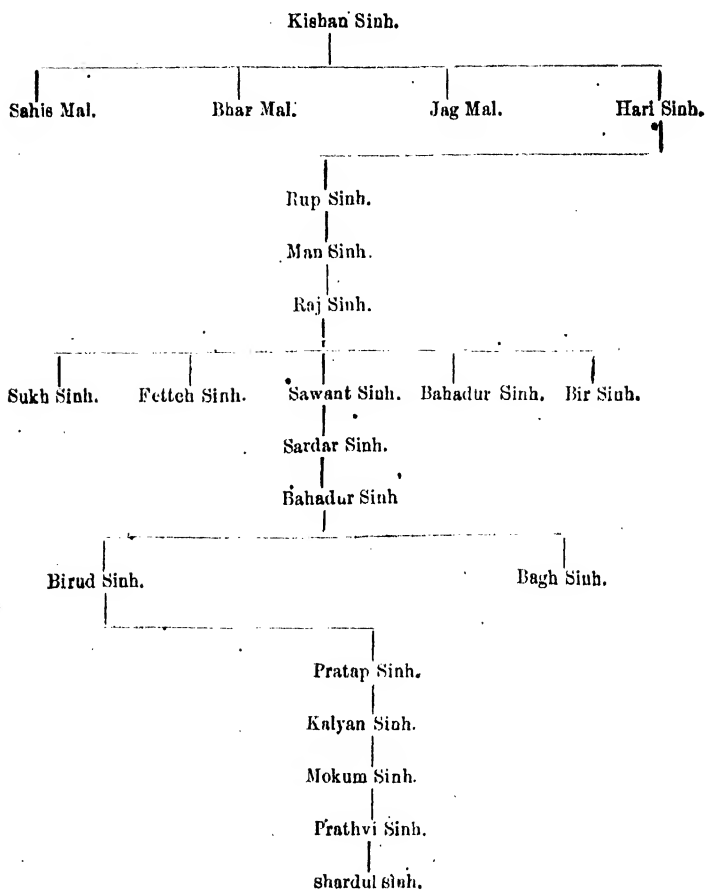 Kishan Sinh.
Sahis Mal. Bhar Mal. Jag Mal. Hari Sinh.
Rup Sinh.
Man Sinh.
Raj Sinh.
Sukh Sinh. Fetteh Sinh. Sawant Sinh. Bahadur Sinh. Bir Sinh.
Sardar Sinh.
Bahadur Sinh
Birud Sinh. Bagh Sinh.
Pratap Sinh.
Kalyan Sinh.
Mokum Sinh.
Prathvi Sinh.
shardul sinh.